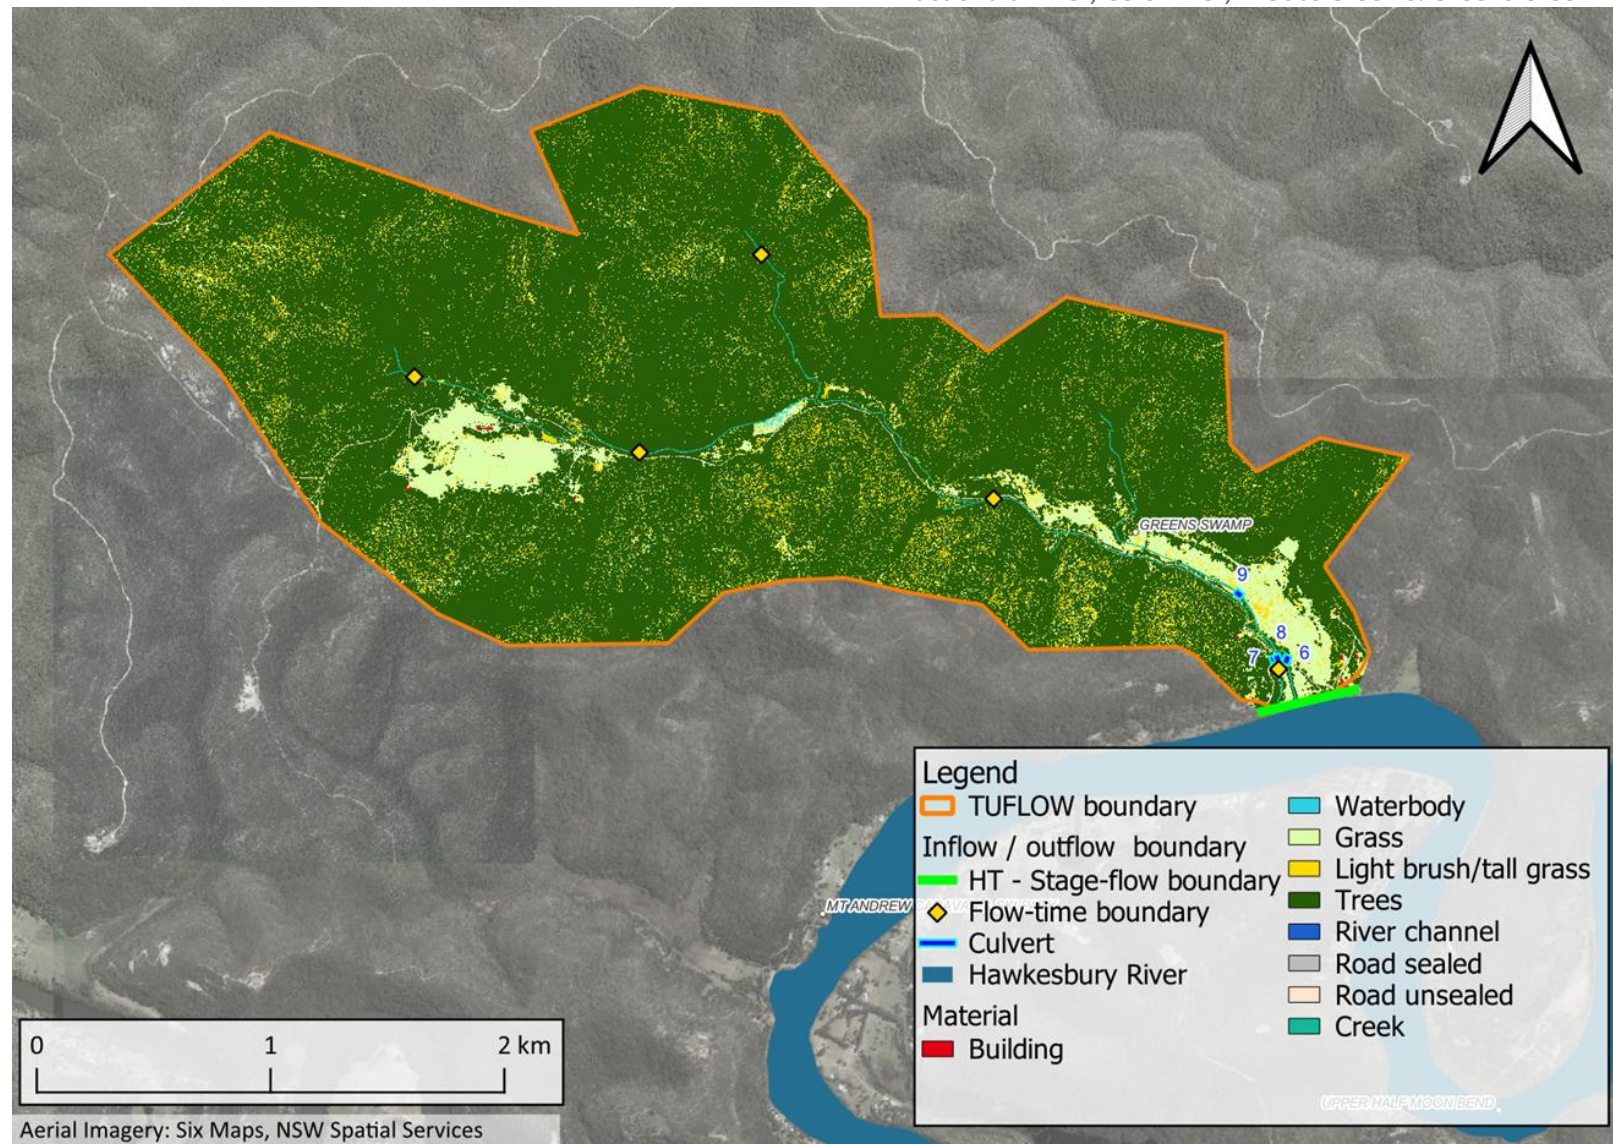 GREENS SWAMP
9
8
7
6
Legend
TUFLOW boundary
Inflow / outflow boundary
HT - Stage-flow boundary
Flow-time boundary
Culvert
Hawkesbury River
Material
Building
Waterbody
Grass
Light brush/tall grass
Trees
River channel
Road sealed
Road unsealed
Creek
MT ANDREW
UPPER HALF MOON BEND
0 1 2 km
Aerial Imagery: Six Maps, NSW Spatial Services